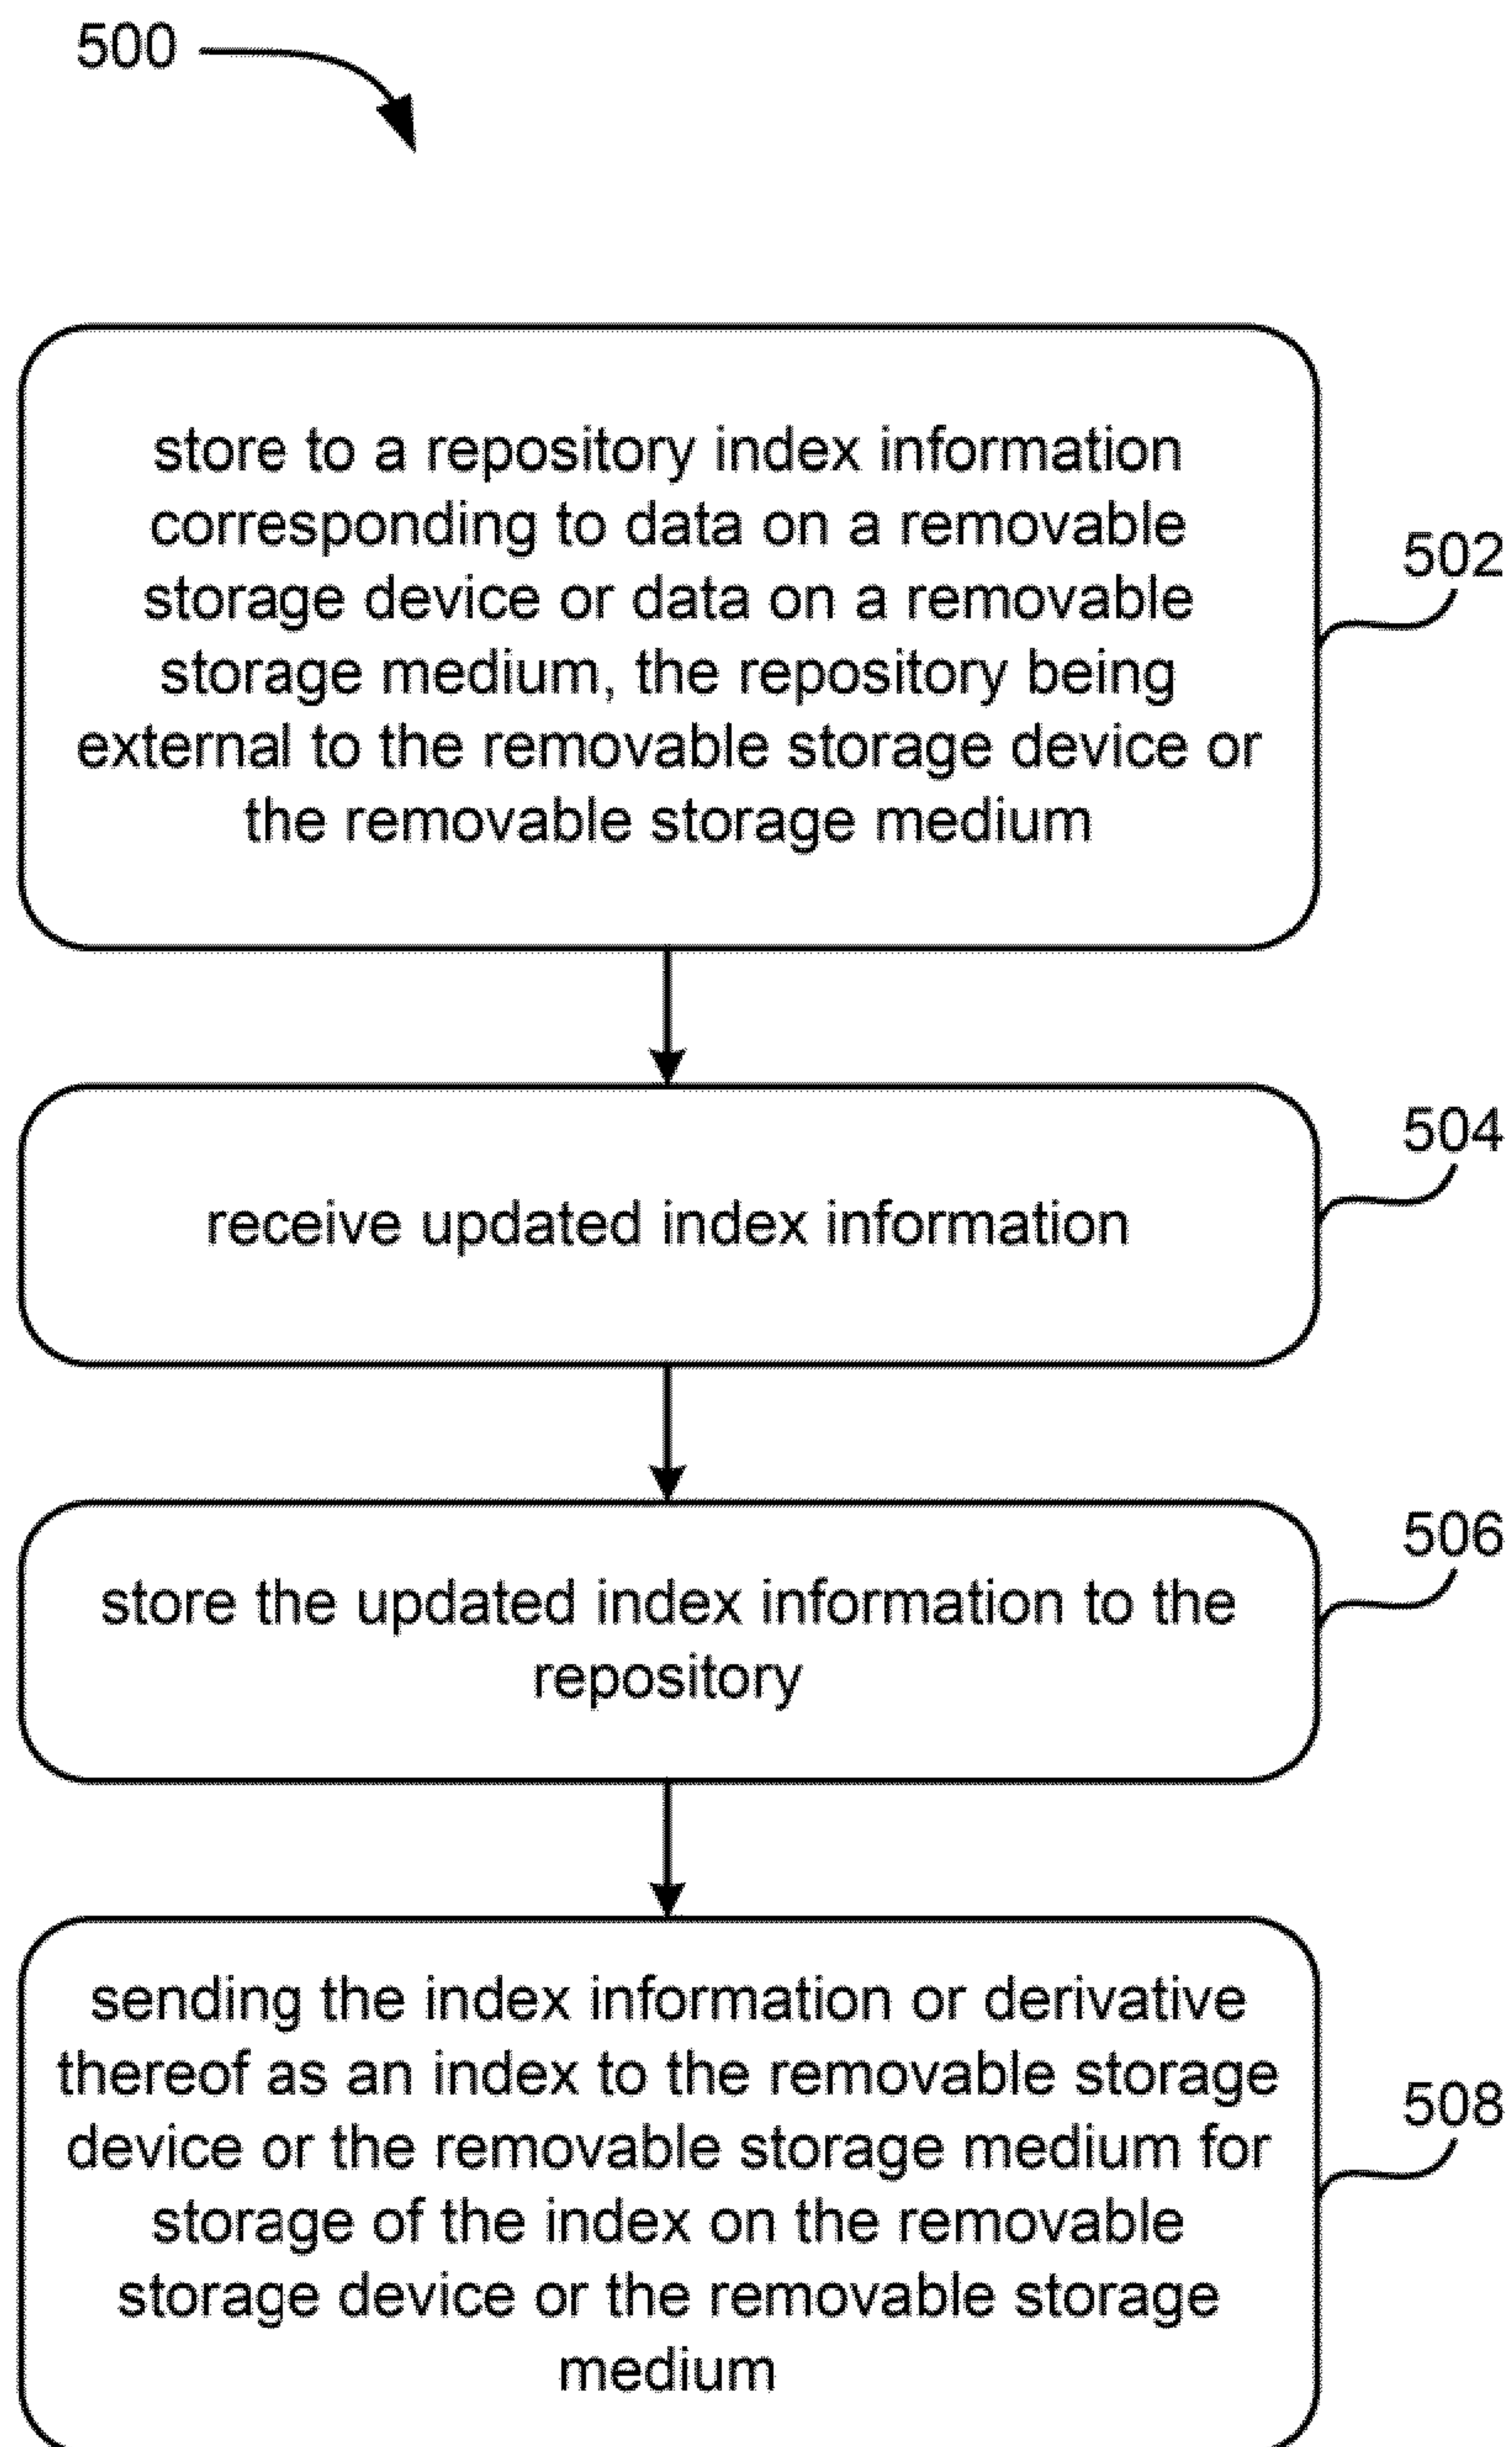 500
store to a repository index information
corresponding to data on a removable
storage device or data on a removable
storage medium, the repository being
external to the removable storage device or
the removable storage medium
502
receive updated index information
504
store the updated index information to the
repository
506
sending the index information or derivative
thereof as an index to the removable storage
device or the removable storage medium for
storage of the index on the removable
storage device or the removable storage
medium
508